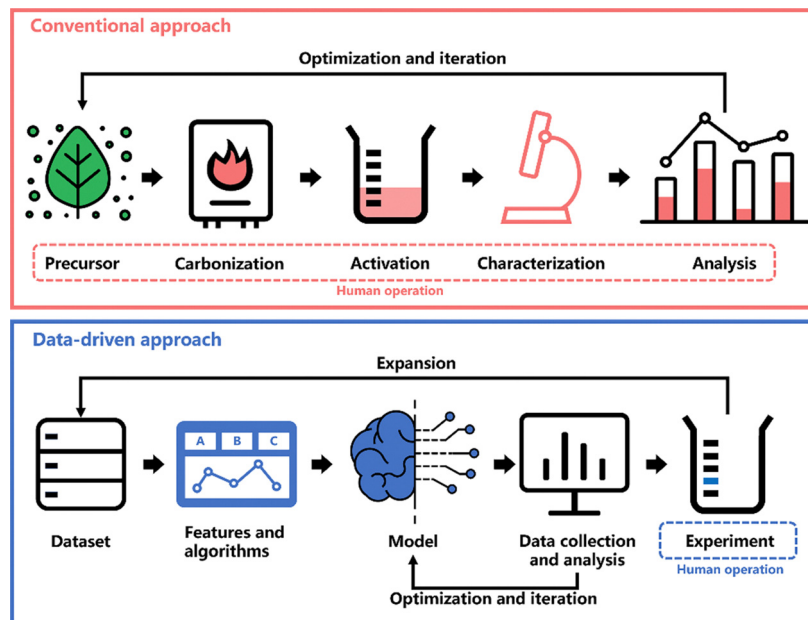 Conventional approach
Optimization and iteration
Precursor
Carbonization
Activation
Characterization
Analysis
Human operation
Data-driven approach
Expansion
A B C
Dataset
Features and
algorithms
Model
Data collection
and analysis
Experiment
Human operation
Optimization and iteration